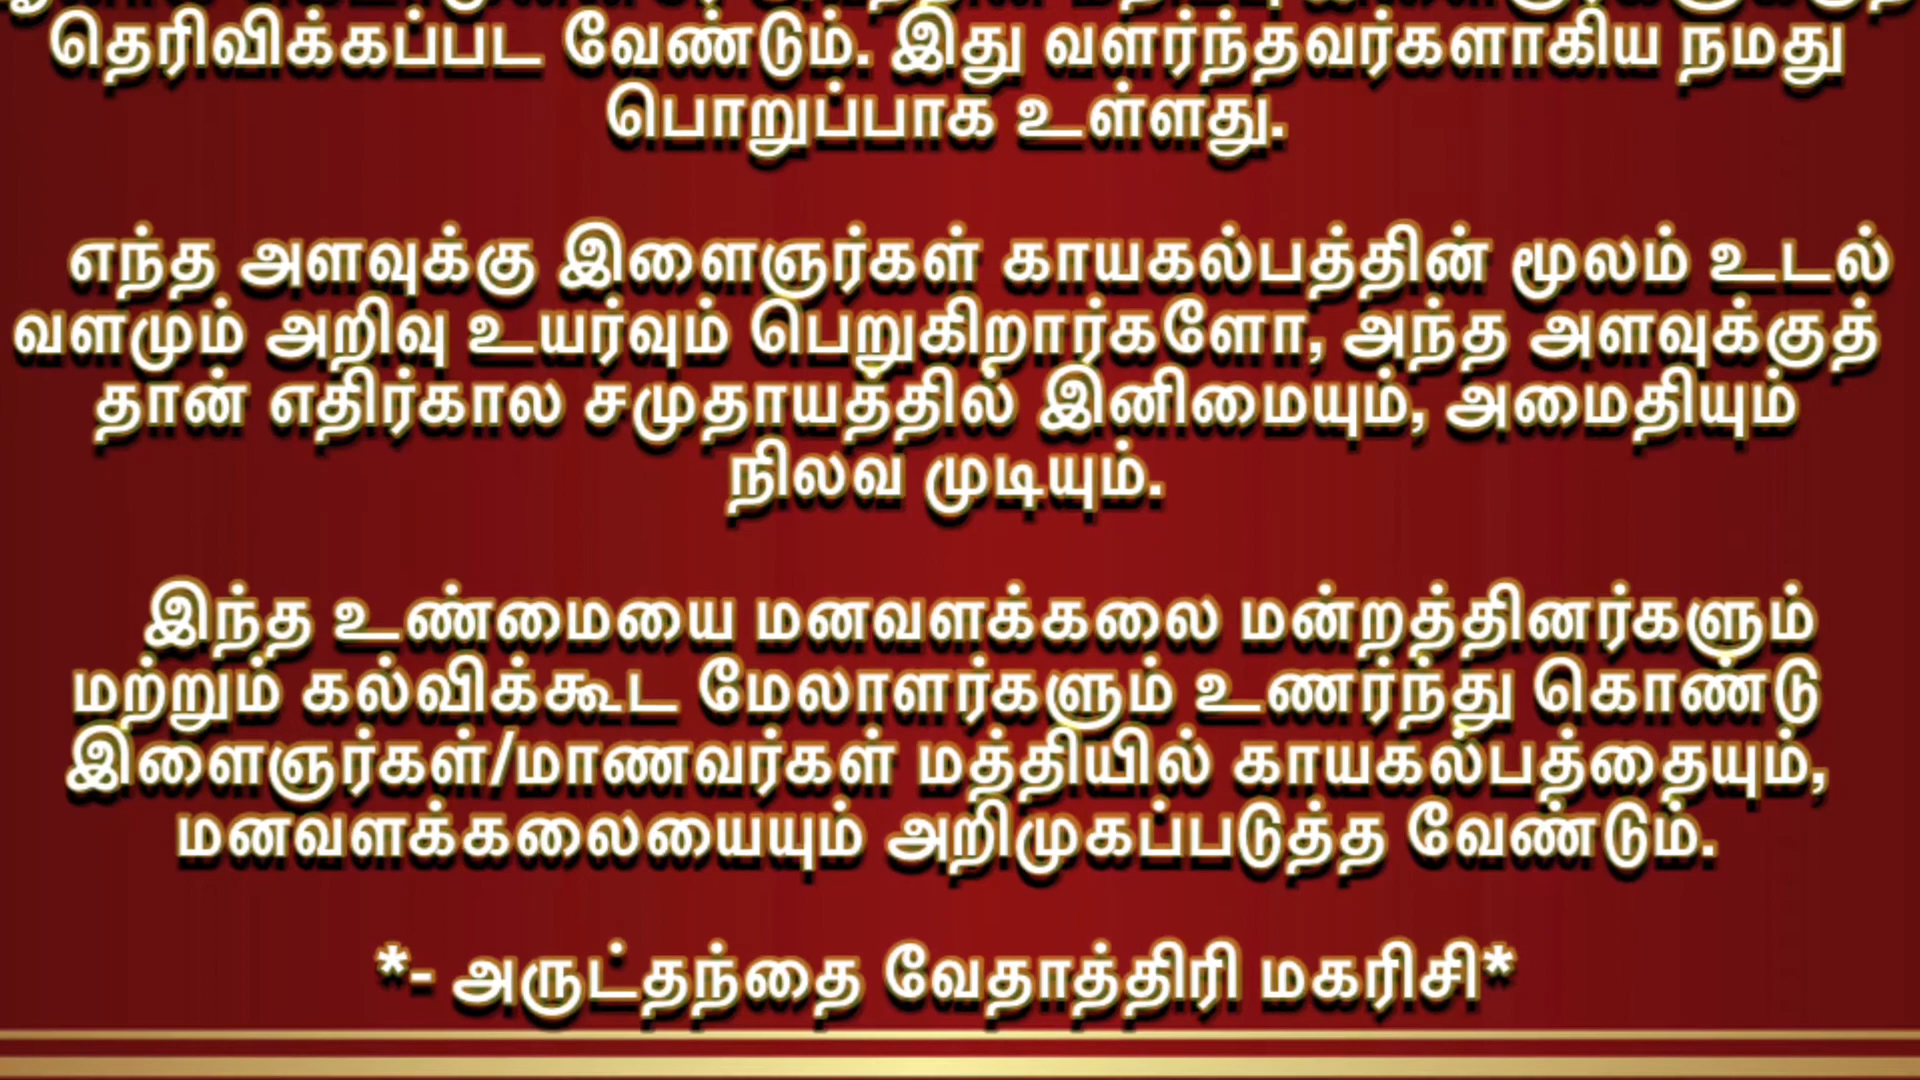 தெரிவிக்கப்பட வேண்டும். இது வளர்ந்தவர்களாகிய நமது
பொறுப்பாக உள்ளது.
எந்த அளவுக்கு இளைஞர்கள் காயகல்பத்தின் மூலம் உடல்
வளமும் அறிவு உயர்வும் பெறுகிறார்களோ, அந்த அளவுக்குத்
தான் எதிர்கால சமுதாயத்தில் இனிமையும், அமைதியும்
நிலவ முடியும்.
இந்த உண்மையை மனவளக்கலை மன்றத்தினர்களும்
மற்றும் கல்விக்கூட மேலாளர்களும் உணர்ந்து கொண்டு
இளைஞர்கள்/மாணவர்கள் மத்தியில் காயகல்பத்தையும்,
மனவளக்கலையையும் அறிமுகப்படுத்த வேண்டும்.
*- அருட்தந்தை வேதாத்திரி மகரிசி*